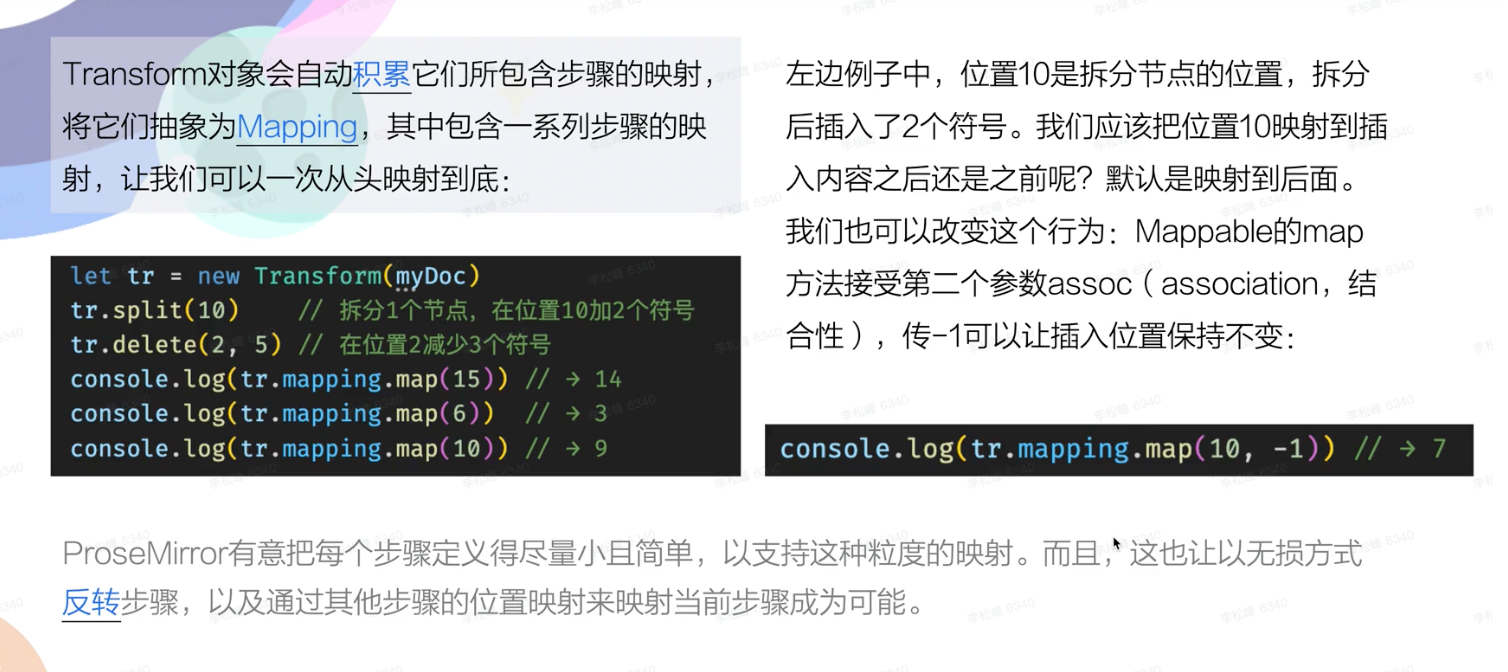 Transform对象会自动积累它们所包含步骤的映射，
将它们抽象为Mapping，其中包含一系列步骤的映
射，让我们可以一次从头映射到底：
let tr = new Transform(myDoc)
tr.split(10)    // 拆分1个节点，在位置10加2个符号
tr.delete(2, 5) // 在位置2减少3个符号
console.log(tr.mapping.map(15)) // → 14
console.log(tr.mapping.map(6))  // → 3
console.log(tr.mapping.map(10)) // → 9
左边例子中，位置10是拆分节点的位置，拆分
后插入了2个符号。我们应该把位置10映射到插
入内容之后还是之前呢？默认是映射到后面。
我们也可以改变这个行为：Mappable的map
方法接受第二个参数assoc（association，结
合性），传-1可以让插入位置保持不变：
console.log(tr.mapping.map(10, -1)) // → 7
ProseMirror有意把每个步骤定义得尽量小且简单，以支持这种粒度的映射。而且，这也让以无损方式
反转步骤，以及通过其他步骤的位置映射来映射当前步骤成为可能。
李松峰 6340